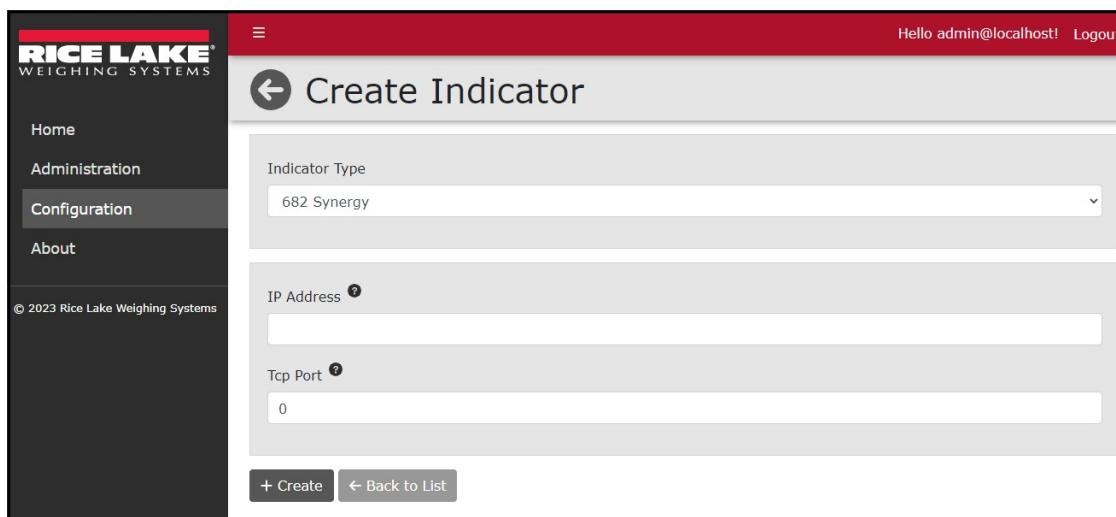 RICE LAKE®
WEIGHING SYSTEMS
Home
Administration
Configuration
About
© 2023 Rice Lake Weighing Systems
Hello admin@localhost! Logout
Create Indicator
Indicator Type
682 Synergy
IP Address ?
Tcp Port ?
0
+ Create ← Back to List